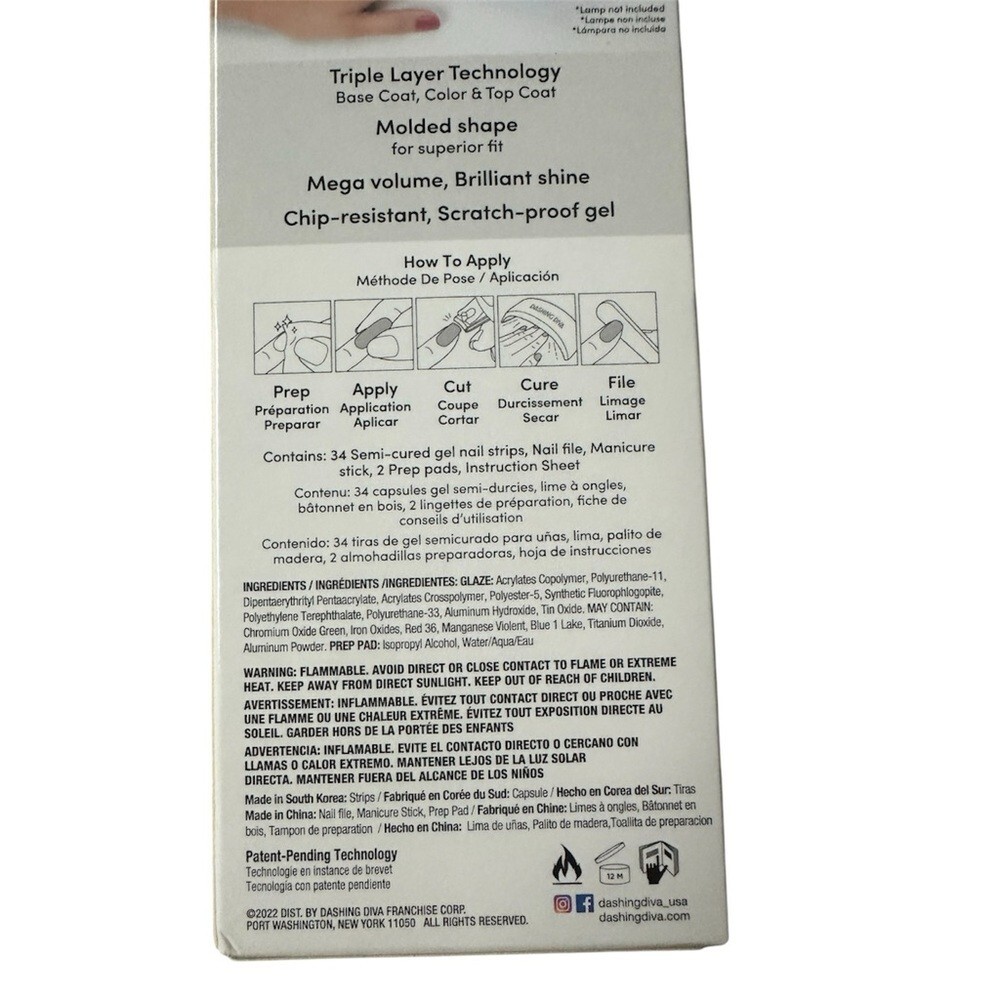 *Lamp not included
*Lampe non incluse
*Lámpara no incluida
Triple Layer Technology
Base Coat, Color & Top Coat
Molded shape
for superior fit
Mega volume, Brilliant shine
Chip-resistant, Scratch-proof gel
How To Apply
Méthode De Pose / Aplicación
DASHING DIVA
Prep Apply Cut Cure File
Préparation Application Coupe Durcissement Limage
Preparar Aplicar Cortar Secar Limar
Contains: 34 Semi-cured gel nail strips, Nail file, Manicure
stick, 2 Prep pads, Instruction Sheet
Contenu: 34 capsules gel semi-durcies, lime à ongles,
bâtonnet en bois, 2 lingettes de préparation, fiche de
conseils d'utilisation
Contenido: 34 tiras de gel semicurado para uñas, lima, palito de
madera, 2 almohadillas preparadoras, hoja de instrucciones
INGREDIENTS / INGRÉDIENTS /INGREDIENTES: GLAZE: Acrylates Copolymer, Polyurethane-11,
Dipentaerythrityl Pentaacrylate, Acrylates Crosspolymer, Polyester-5, Synthetic Fluorophlogopite,
Polyethylene Terephthalate, Polyurethane-33, Aluminum Hydroxide, Tin Oxide. MAY CONTAIN:
Chromium Oxide Green, Iron Oxides, Red 36, Manganese Violent, Blue 1 Lake, Titanium Dioxide,
Aluminum Powder. PREP PAD: Isopropyl Alcohol, Water/Aqua/Eau
WARNING: FLAMMABLE. AVOID DIRECT OR CLOSE CONTACT TO FLAME OR EXTREME
HEAT. KEEP AWAY FROM DIRECT SUNLIGHT. KEEP OUT OF REACH OF CHILDREN.
AVERTISSEMENT: INFLAMMABLE. ÉVITEZ TOUT CONTACT DIRECT OU PROCHE AVEC
UNE FLAMME OU UNE CHALEUR EXTRÊME. ÉVITEZ TOUT EXPOSITION DIRECTE AU
SOLEIL. GARDER HORS DE LA PORTÉE DES ENFANTS
ADVERTENCIA: INFLAMABLE. EVITE EL CONTACTO DIRECTO O CERCANO CON
LLAMAS O CALOR EXTREMO. MANTENER LEJOS DE LA LUZ SOLAR
DIRECTA. MANTENER FUERA DEL ALCANCE DE LOS NIÑOS
Made in South Korea: Strips / Fabriqué en Corée du Sud: Capsule / Hecho en Corea del Sur: Tiras
Made in China: Nail file, Manicure Stick, Prep Pad / Fabriqué en Chine: Limes à ongles, Bâtonnet en
bois, Tampon de preparation / Hecho en China: Lima de uñas, Palito de madera,Toallita de preparacion
Patent-Pending Technology
Technologie en instance de brevet
Tecnología con patente pendiente
12 M
dashingdiva_usa
dashingdiva.com
©2022 DIST. BY DASHING DIVA FRANCHISE CORP.
PORT WASHINGTON, NEW YORK 11050 ALL RIGHTS RESERVED.